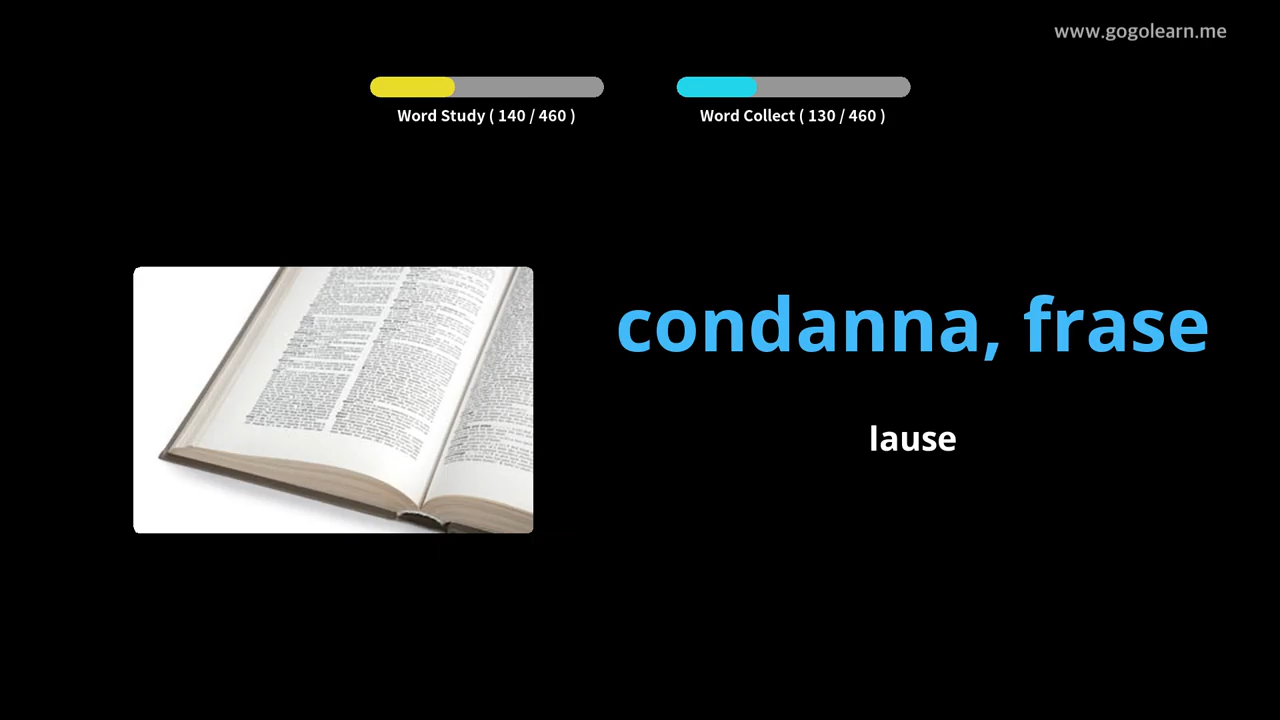 www.gogolearn.me
Word Study ( 140 / 460 )
Word Collect ( 130 / 460 )
condanna, frase
lause